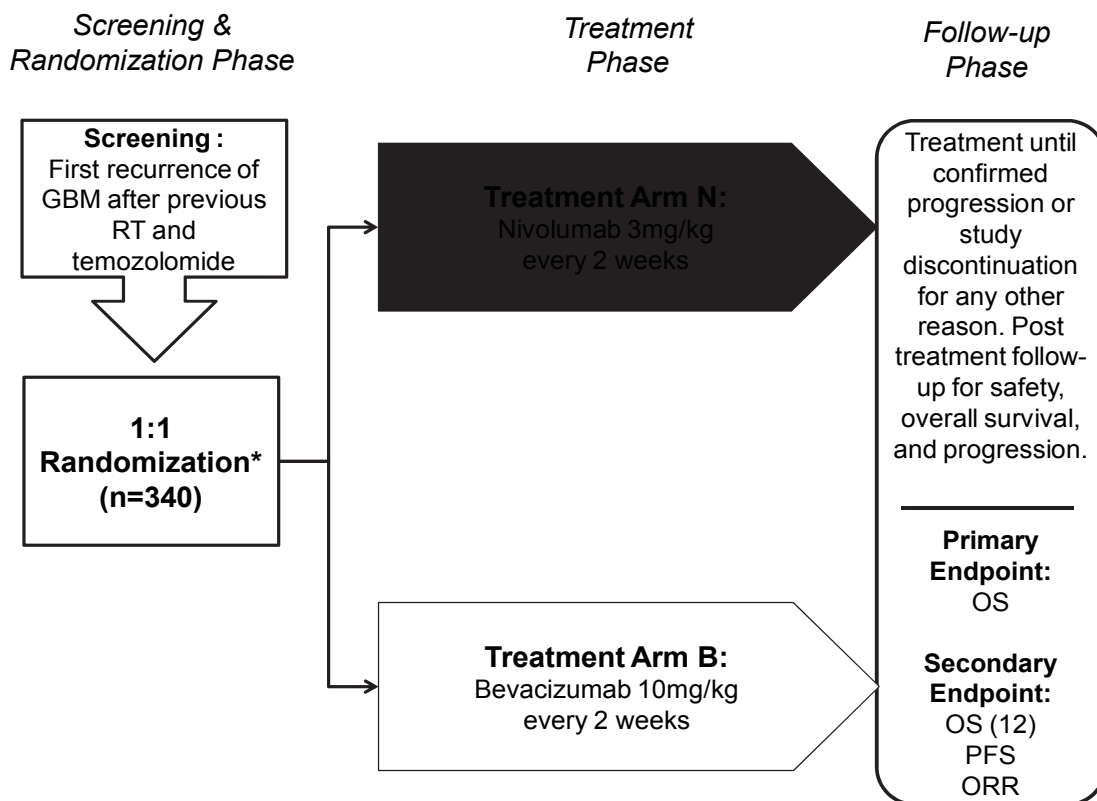 Screening &
Randomization Phase
Treatment
Phase
Follow-up
Phase
Screening :
First recurrence of
GBM after previous
RT and
temozolomide
1:1
Randomization*
(n=340)
Treatment Arm N:
Nivolumab 3mg/kg
every 2 weeks
Treatment Arm B:
Bevacizumab 10mg/kg
every 2 weeks
Treatment until
confirmed
progression or
study
discontinuation
for any other
reason. Post
treatment follow-
up for safety,
overall survival,
and progression.
Primary
Endpoint:
OS
Secondary
Endpoint:
OS (12)
PFS
ORR